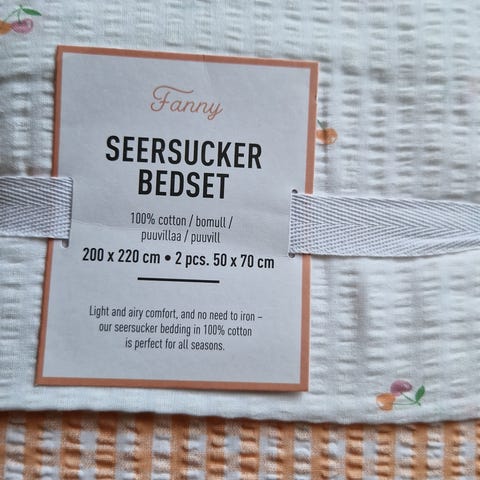 Fanny
SEERSUCKER
BEDSET
100% cotton / bomull /
puuvillaa / puuvill
200 x 220 cm • 2 pcs. 50 x 70 cm
Light and airy comfort, and no need to iron –
our seersucker bedding in 100% cotton
is perfect for all seasons.